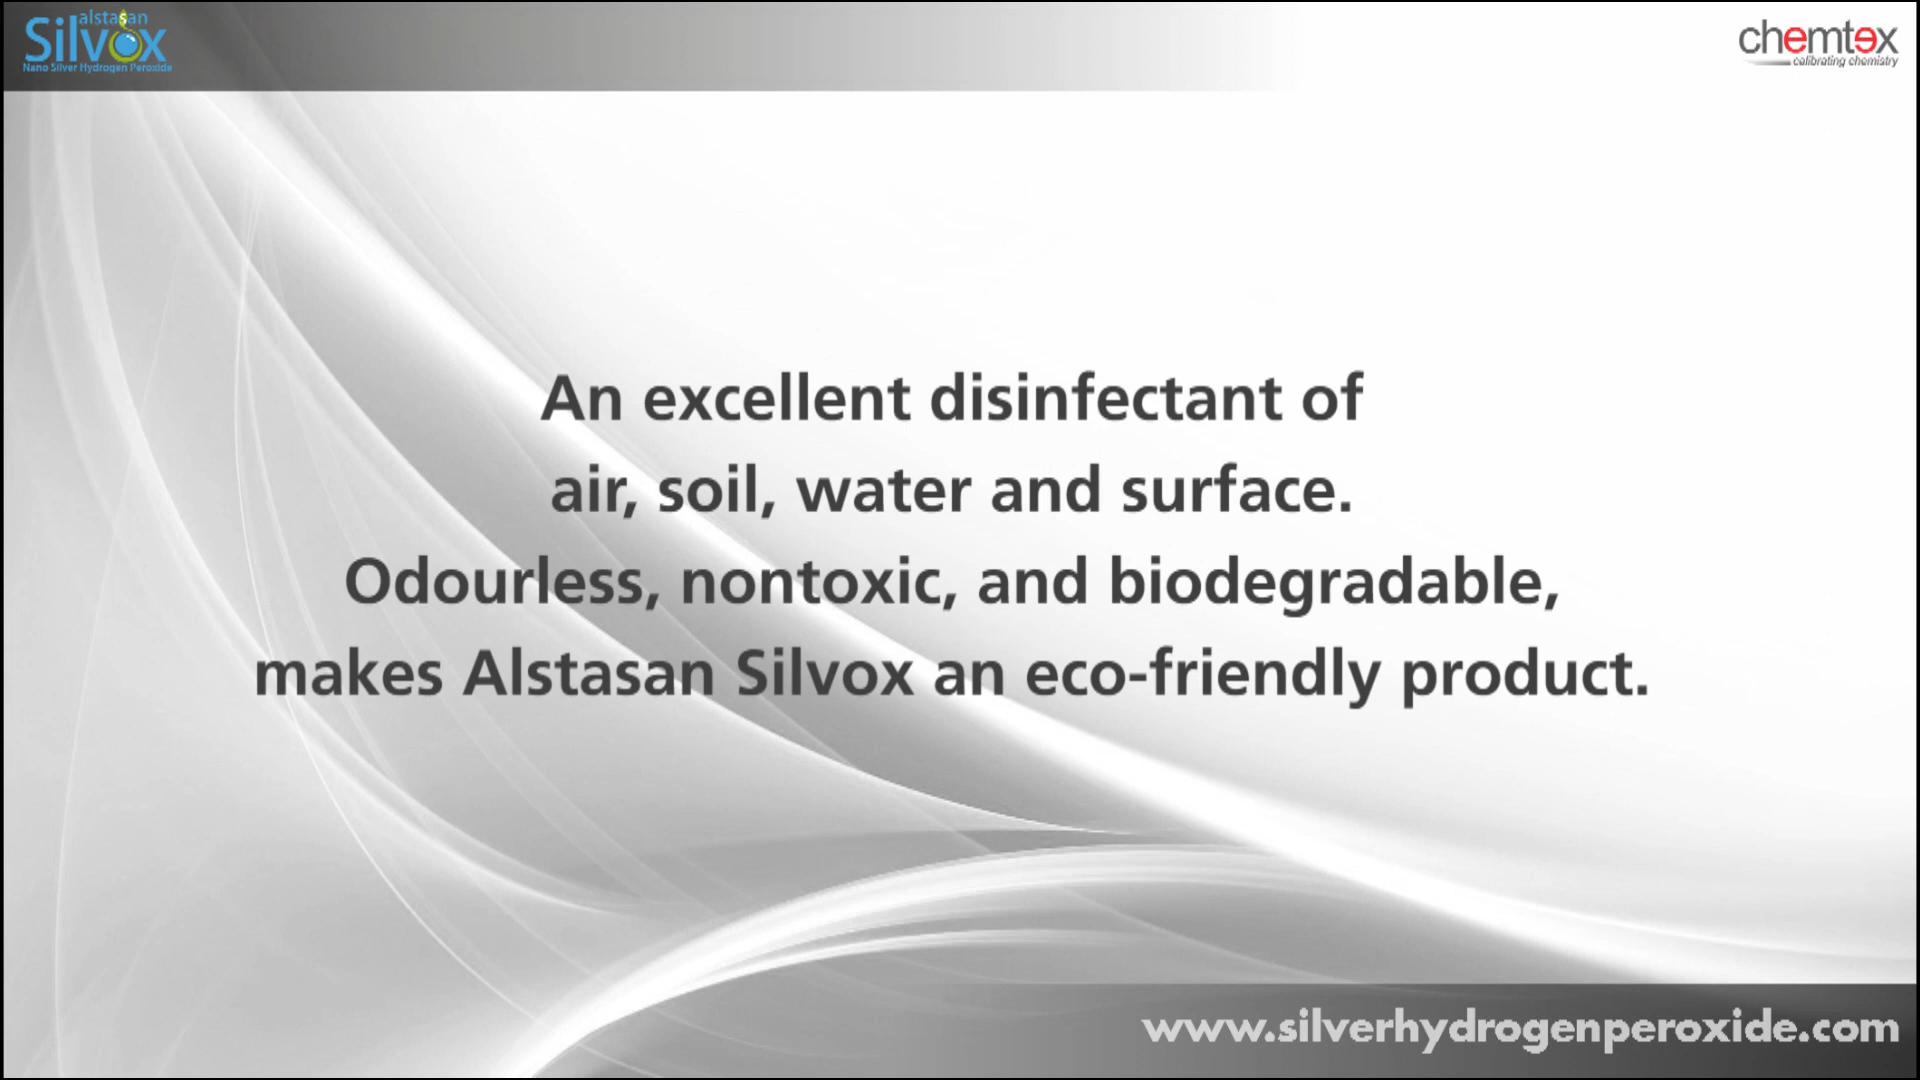 alstasan
Silvox
Nano Silver Hydrogen Peroxide
chemtex
calibrating chemistry
An excellent disinfectant of
air, soil, water and surface.
Odourless, nontoxic, and biodegradable,
makes Alstasan Silvox an eco-friendly product.
www.silverhydrogenperoxide.com